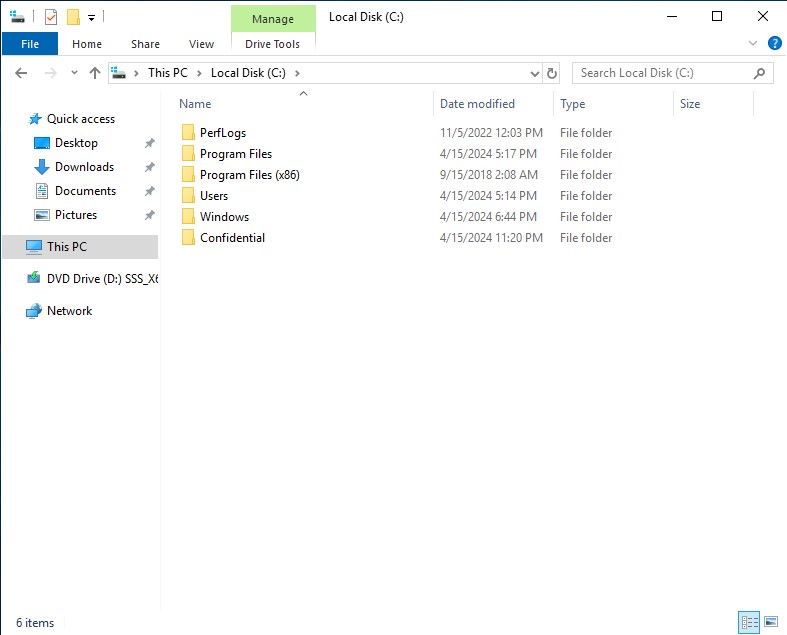 Manage
Local Disk (C:)
File
Home
Share
View
Drive Tools
?
This PC
Local Disk (C:)
Search Local Disk (C:)
Name
Date modified
Type
Size
Quick access
Desktop
Downloads
Documents
Pictures
This PC
DVD Drive (D:) SSS_X6
Network
PerfLogs 11/5/2022 12:03 PM File folder
Program Files 4/15/2024 5:17 PM File folder
Program Files (x86) 9/15/2018 2:08 AM File folder
Users 4/15/2024 5:14 PM File folder
Windows 4/15/2024 6:44 PM File folder
Confidential 4/15/2024 11:20 PM File folder
6 items